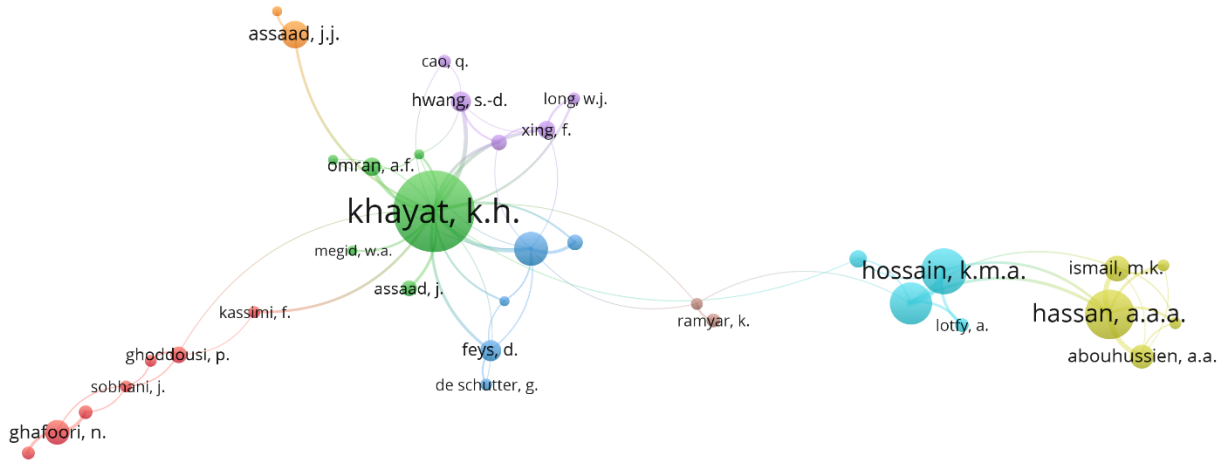 assaad, j.j.
cao, q.
hwang, s.-d.
long, w.j.
xing, f.
omran, a.f.
khayat, k.h.
megid, w.a.
assaad, j.
hossain, k.m.a.
ismail, m.k.
kassimi, f.
ramyar, k.
lotfy, a.
hassan, a.a.a.
ghoddousi, p.
feys, d.
abouhussien, a.a.
sobhani, j.
de schutter, g.
ghafoori, n.